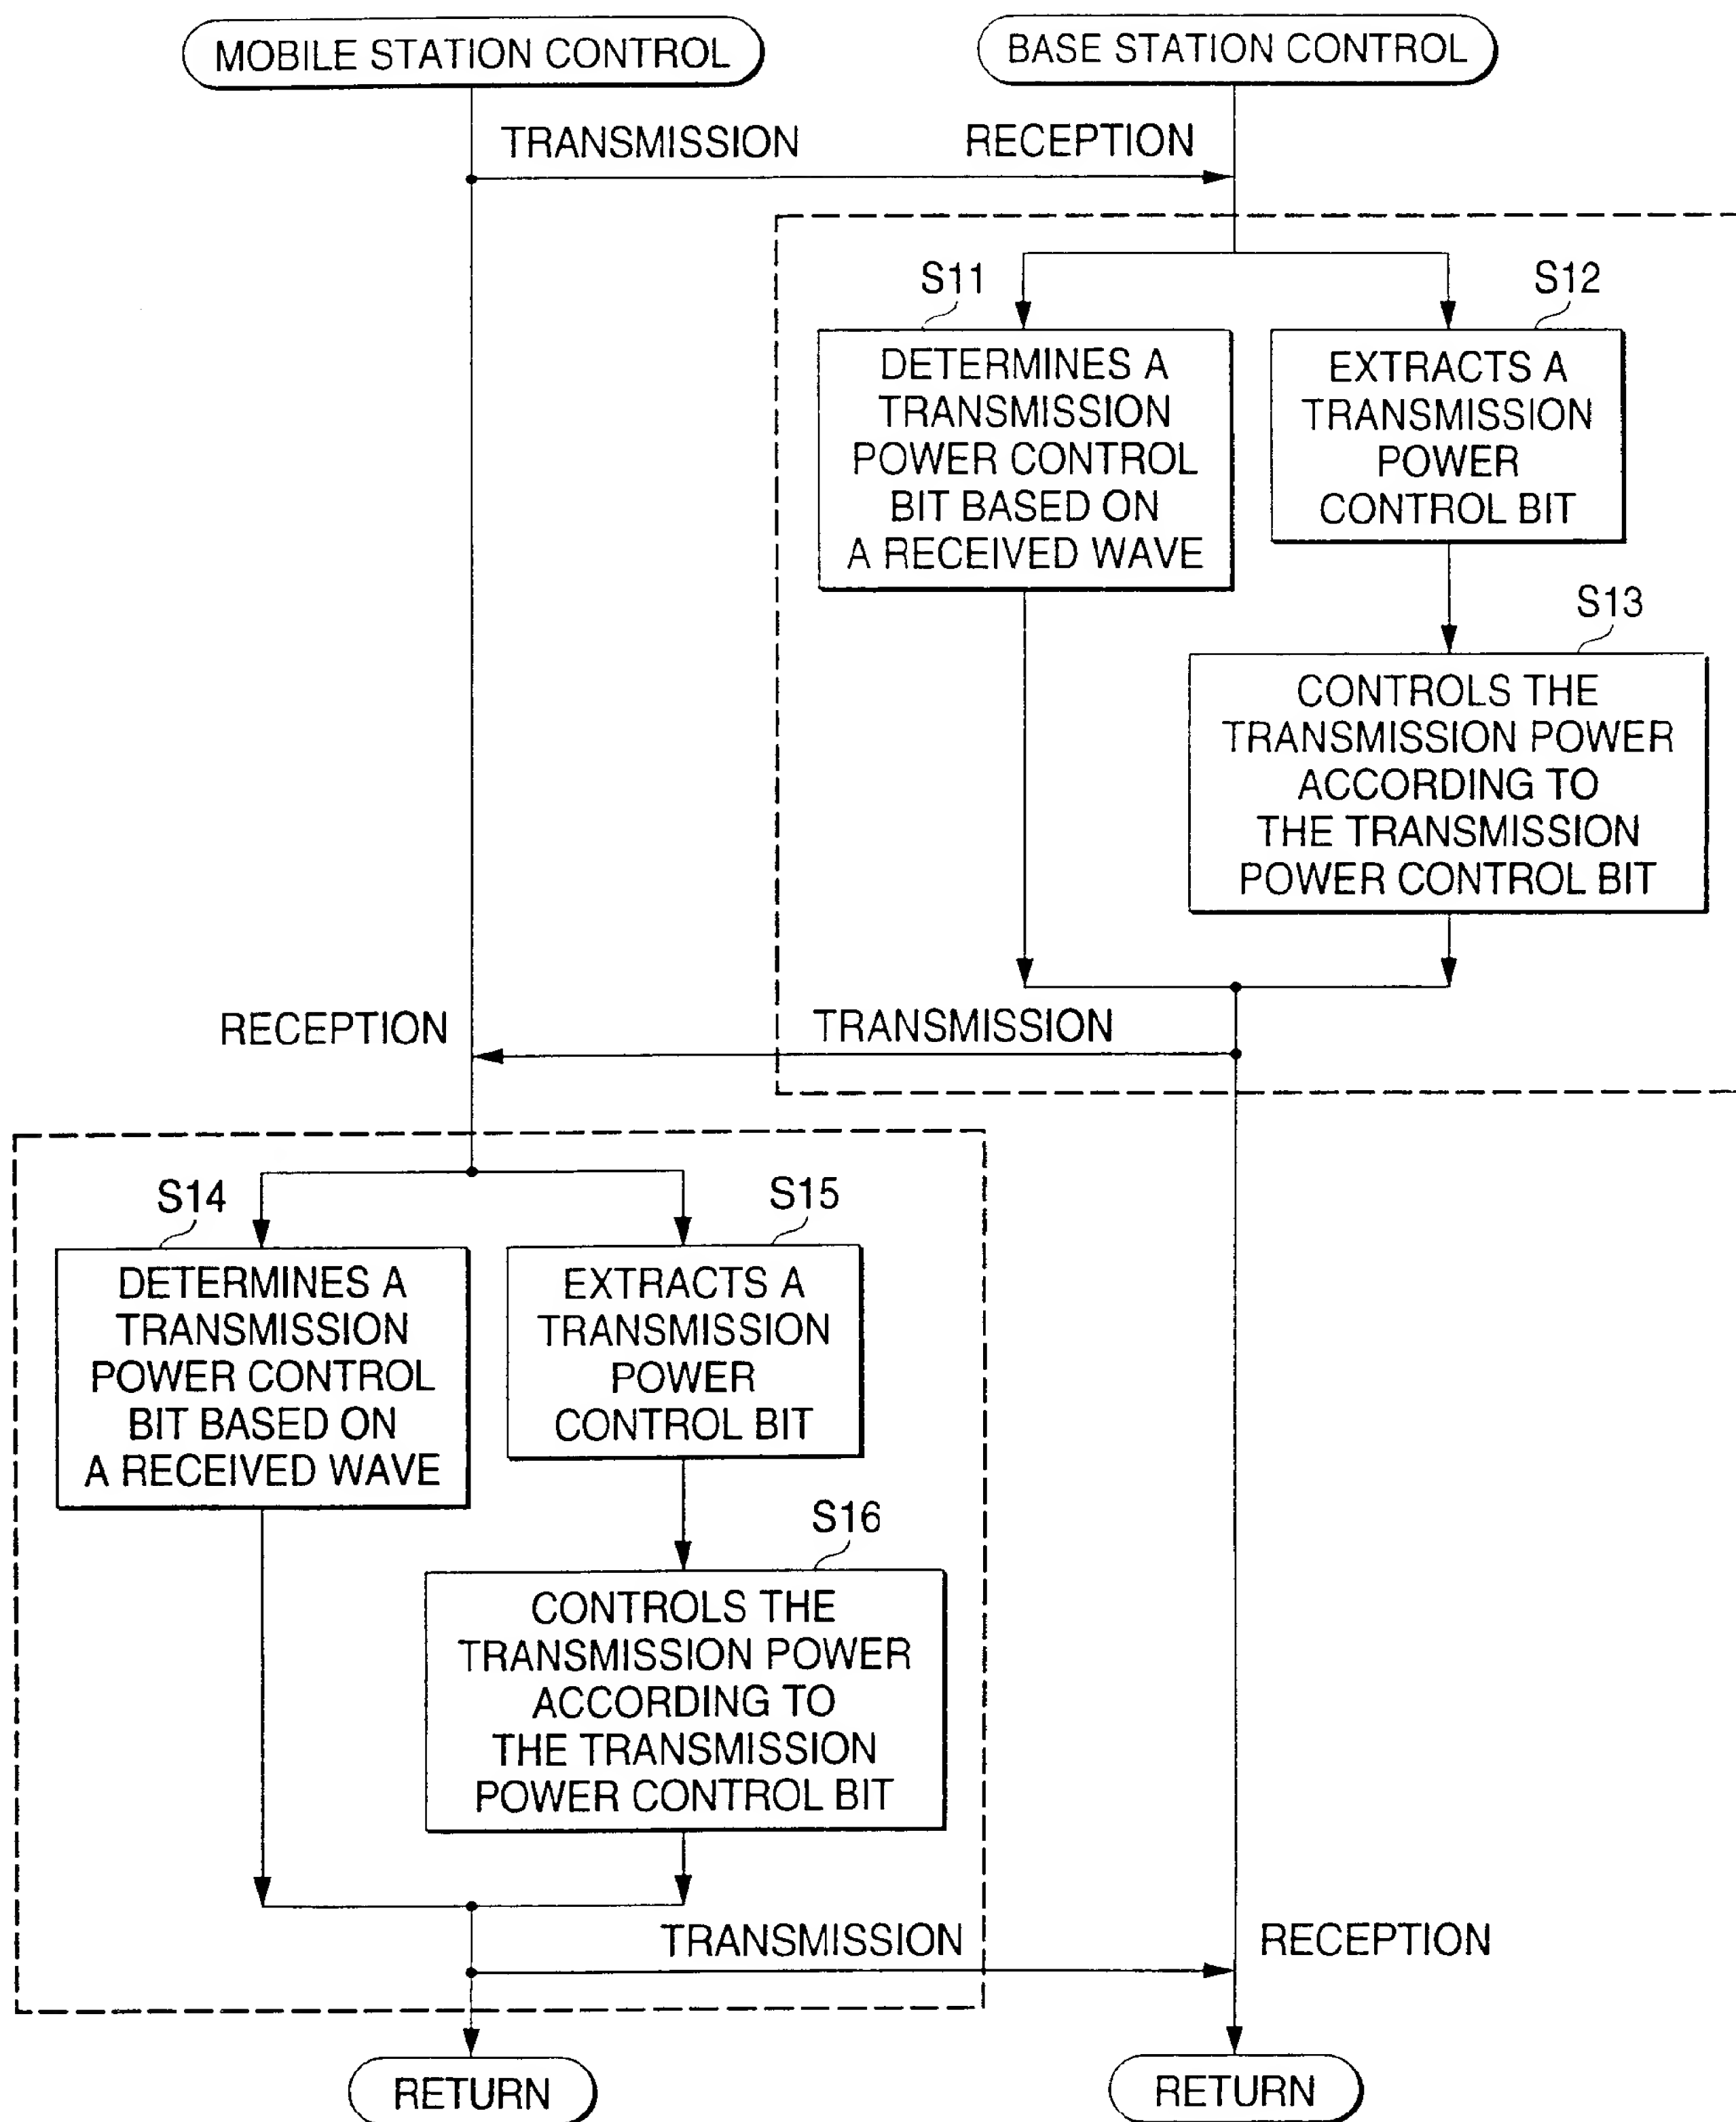 MOBILE STATION CONTROL
BASE STATION CONTROL
TRANSMISSION
RECEPTION
S11
S12
DETERMINES A
TRANSMISSION
POWER CONTROL
BIT BASED ON
A RECEIVED WAVE
EXTRACTS A
TRANSMISSION
POWER
CONTROL BIT
S13
CONTROLS THE
TRANSMISSION POWER
ACCORDING TO
THE TRANSMISSION
POWER CONTROL BIT
RECEPTION
TRANSMISSION
S14
S15
DETERMINES A
TRANSMISSION
POWER CONTROL
BIT BASED ON
A RECEIVED WAVE
EXTRACTS A
TRANSMISSION
POWER
CONTROL BIT
S16
CONTROLS THE
TRANSMISSION POWER
ACCORDING TO
THE TRANSMISSION
POWER CONTROL BIT
TRANSMISSION
RECEPTION
RETURN
RETURN